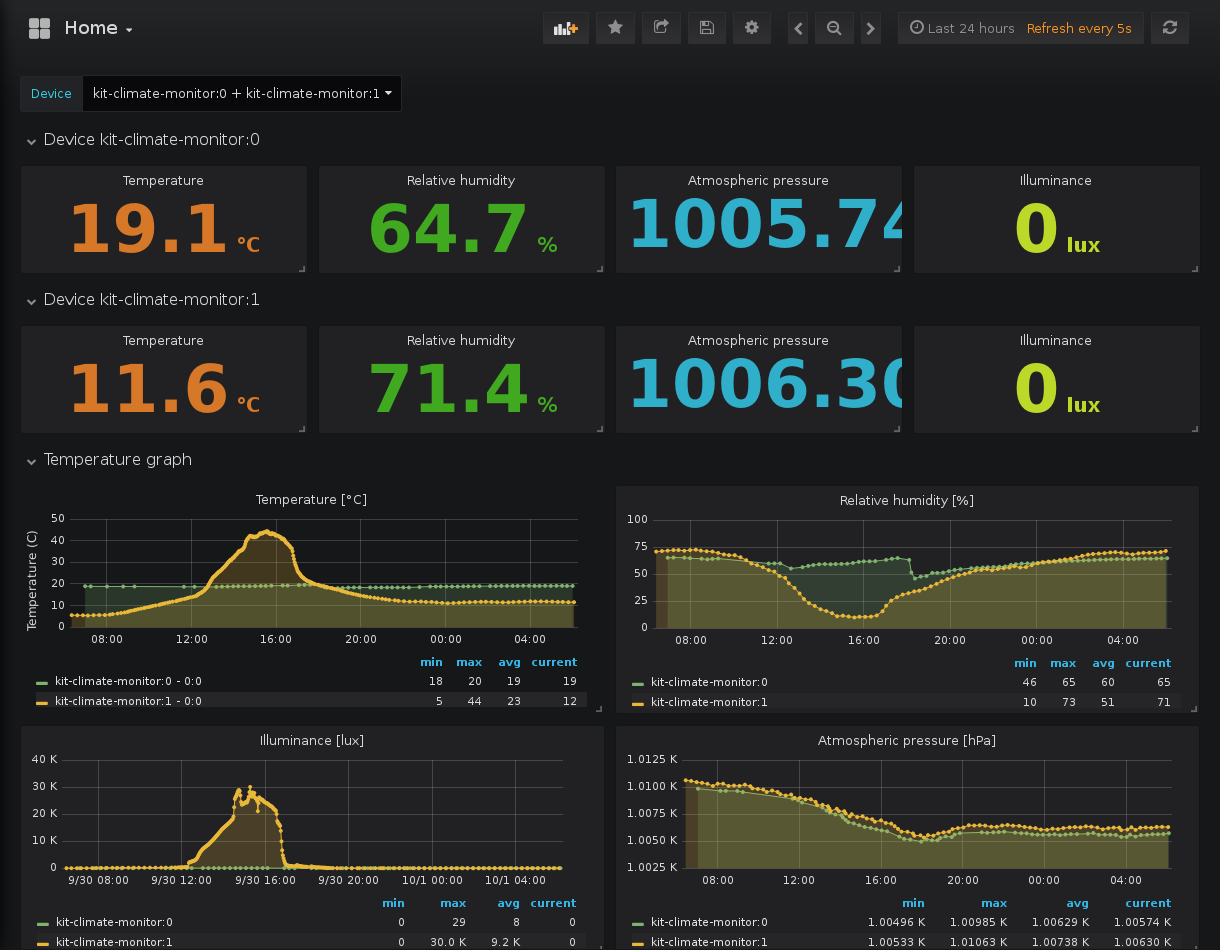 Home
Last 24 hours Refresh every 5s
Device kit-climate-monitor:0 + kit-climate-monitor:1
Device kit-climate-monitor:0
Temperature Relative humidity Atmospheric pressure Illuminance
19.1 °C 64.7 % 1005.74 0 lux
Device kit-climate-monitor:1
Temperature Relative humidity Atmospheric pressure Illuminance
11.6 °C 71.4 % 1006.30 0 lux
Temperature graph
Temperature [°C]
Temperature (C)
50
40
30
20
10
0
08:00 12:00 16:00 20:00 00:00 04:00
min max avg current
kit-climate-monitor:0 - 0:0 18 20 19 19
kit-climate-monitor:1 - 0:0 5 44 23 12
Relative humidity [%]
100
75
50
25
0
08:00 12:00 16:00 20:00 00:00 04:00
min max avg current
kit-climate-monitor:0 46 65 60 65
kit-climate-monitor:1 10 73 51 71
Illuminance [lux]
40 K
30 K
20 K
10 K
0
9/30 08:00 9/30 12:00 9/30 16:00 9/30 20:00 10/1 00:00 10/1 04:00
min max avg current
kit-climate-monitor:0 0 29 8 0
kit-climate-monitor:1 0 30.0 K 9.2 K 0
Atmospheric pressure [hPa]
1.0125 K
1.0100 K
1.0075 K
1.0050 K
1.0025 K
08:00 12:00 16:00 20:00 00:00 04:00
min max avg current
kit-climate-monitor:0 1.00496 K 1.00985 K 1.00629 K 1.00574 K
kit-climate-monitor:1 1.00533 K 1.01063 K 1.00738 K 1.00630 K